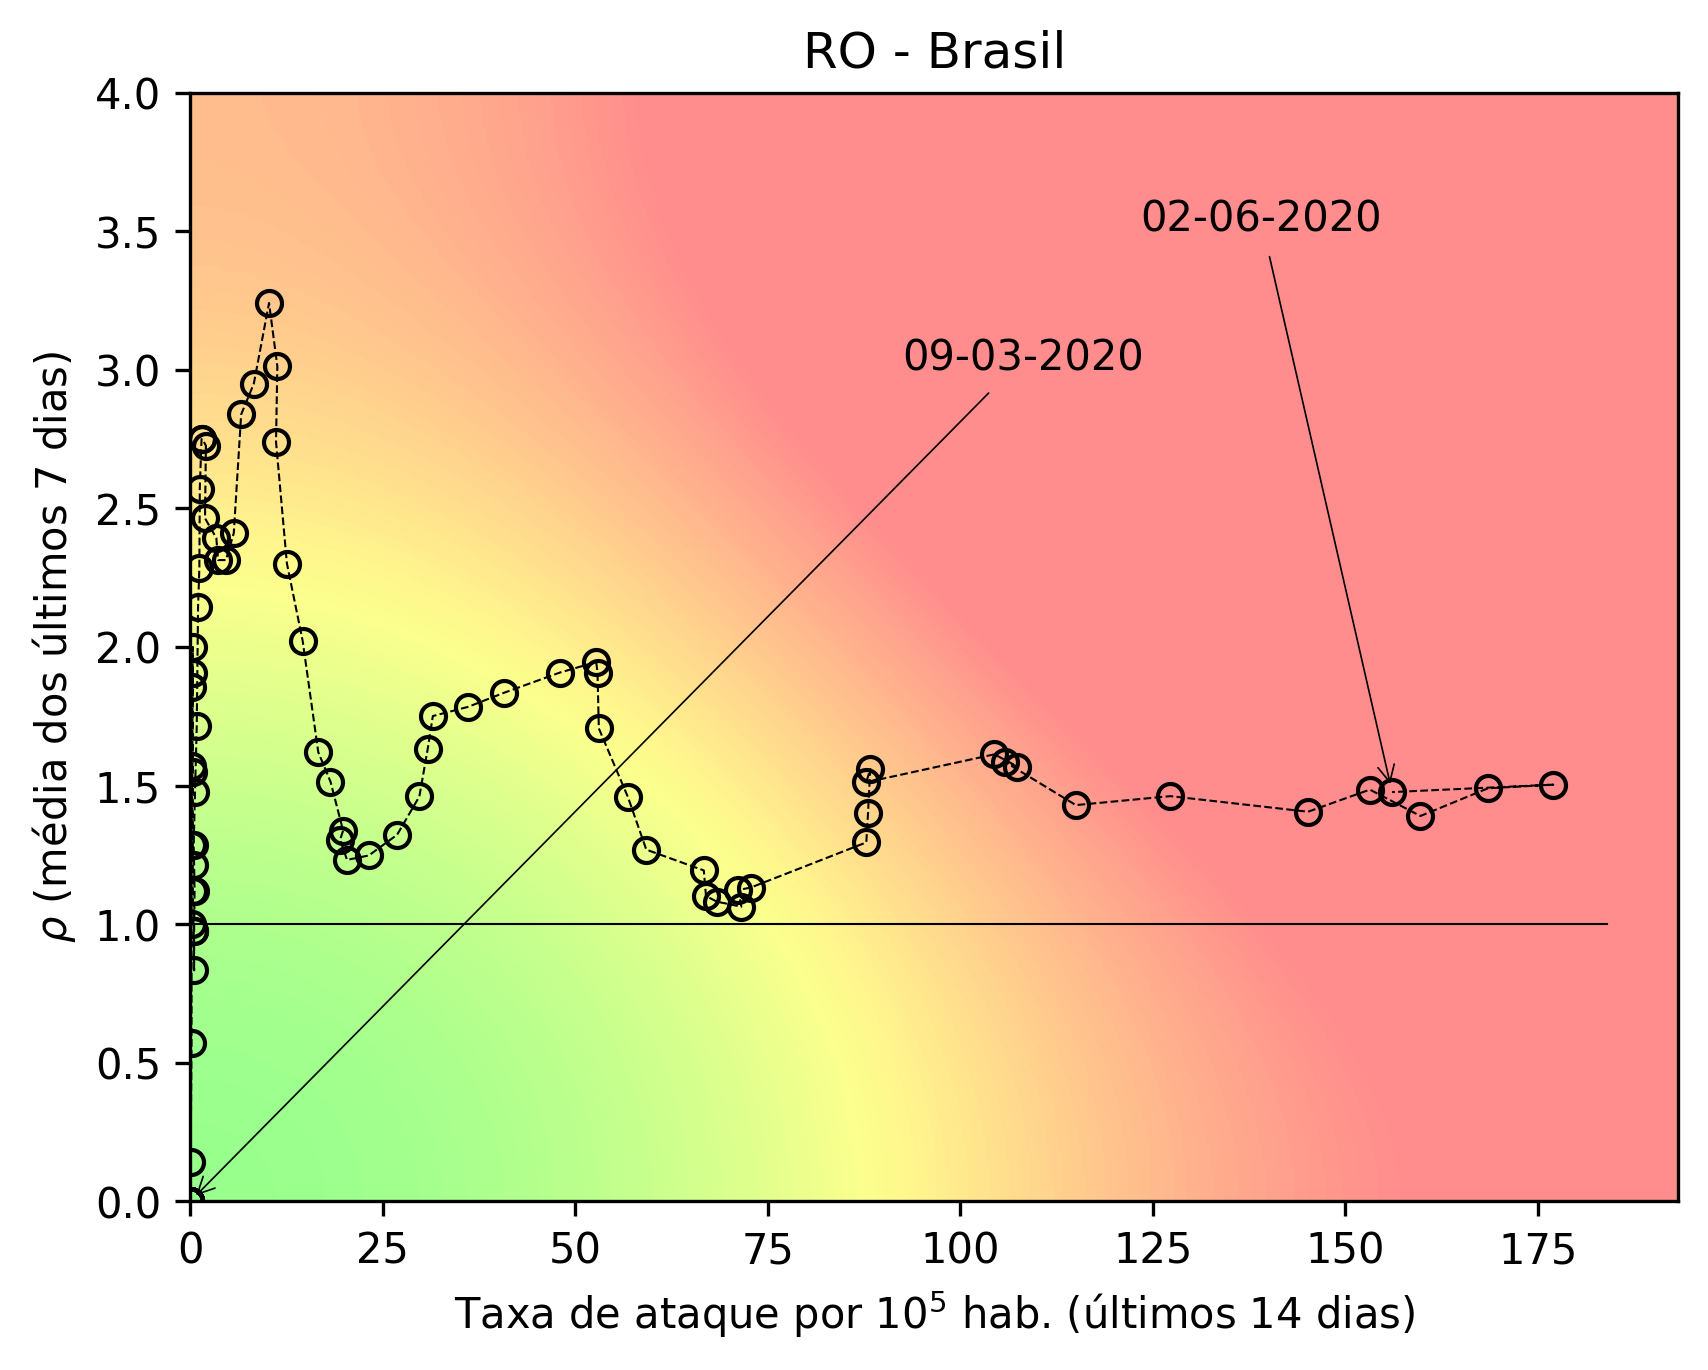 RO - Brasil
4.0
3.5
3.0
2.5
2.0
1.5
1.0
0.5
0.0
ρ (média dos últimos 7 dias)
02-06-2020
09-03-2020
0 25 50 75 100 125 150 175
Taxa de ataque por 10⁵ hab. (últimos 14 dias)